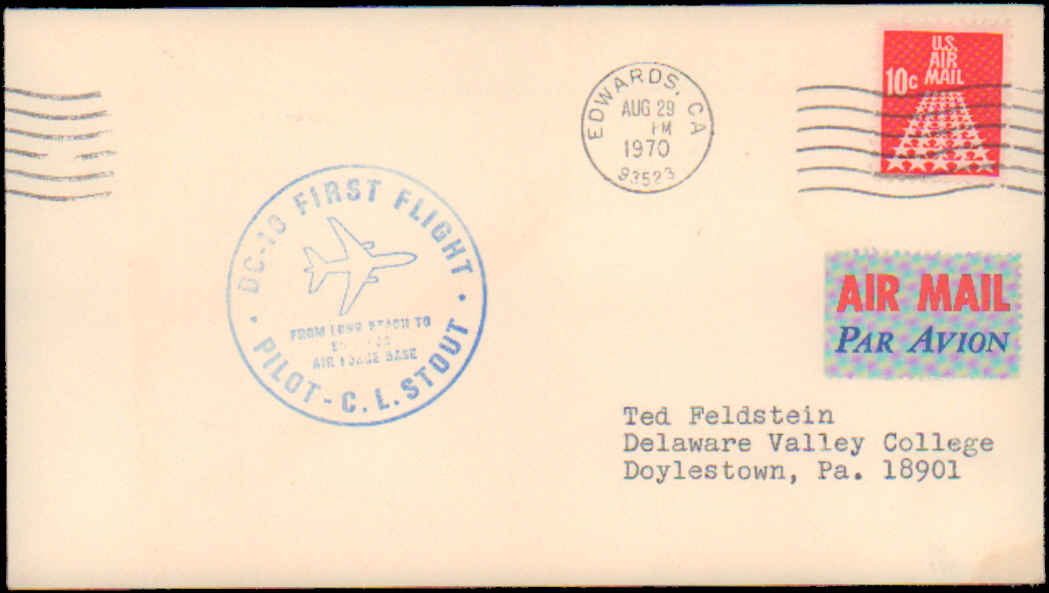 U.S.
AIR
MAIL
10c
EDWARDS, CA
AUG 29
PM
1970
93523
DC-10 FIRST FLIGHT
FROM LONG BEACH TO
AIR FORCE BASE
• PILOT - C. L. STOUT •
AIR MAIL
PAR AVION
Ted Feldstein
Delaware Valley College
Doylestown, Pa. 18901